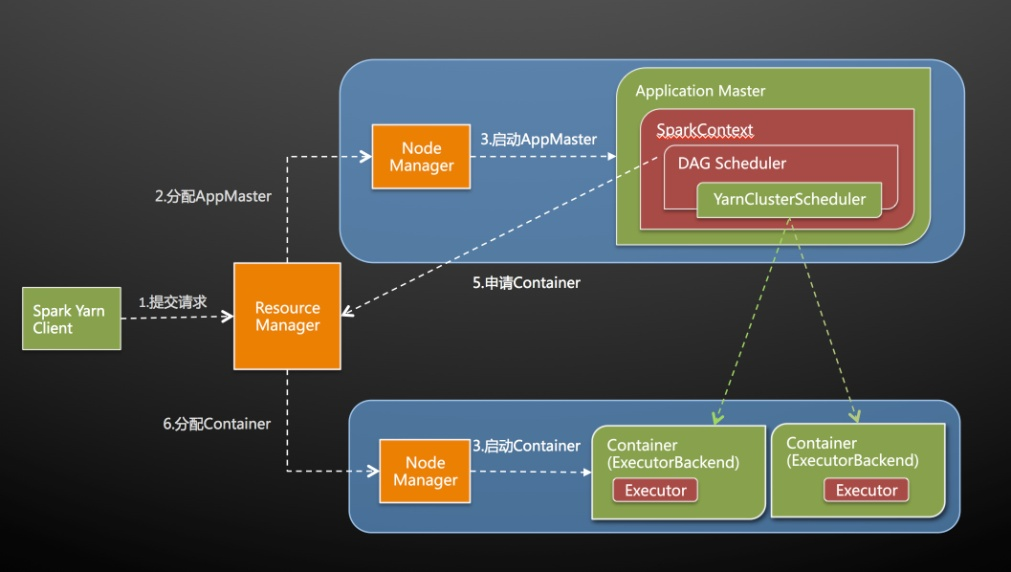 Application Master
SparkContext
DAG Scheduler
YarnClusterScheduler
Node
Manager
3.启动AppMaster
2.分配AppMaster
5.申请Container
Spark Yarn
Client
1.提交请求
Resource
Manager
6.分配Container
Node
Manager
3.启动Container
Container
(ExecutorBackend)
Executor
Container
(ExecutorBackend)
Executor